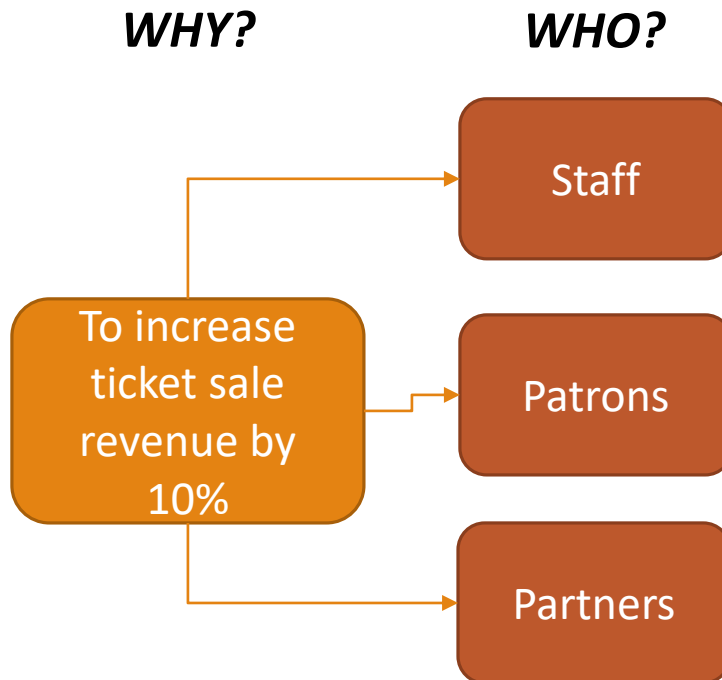 WHY?
WHO?
Staff
To increase
ticket sale
revenue by
10%
Patrons
Partners